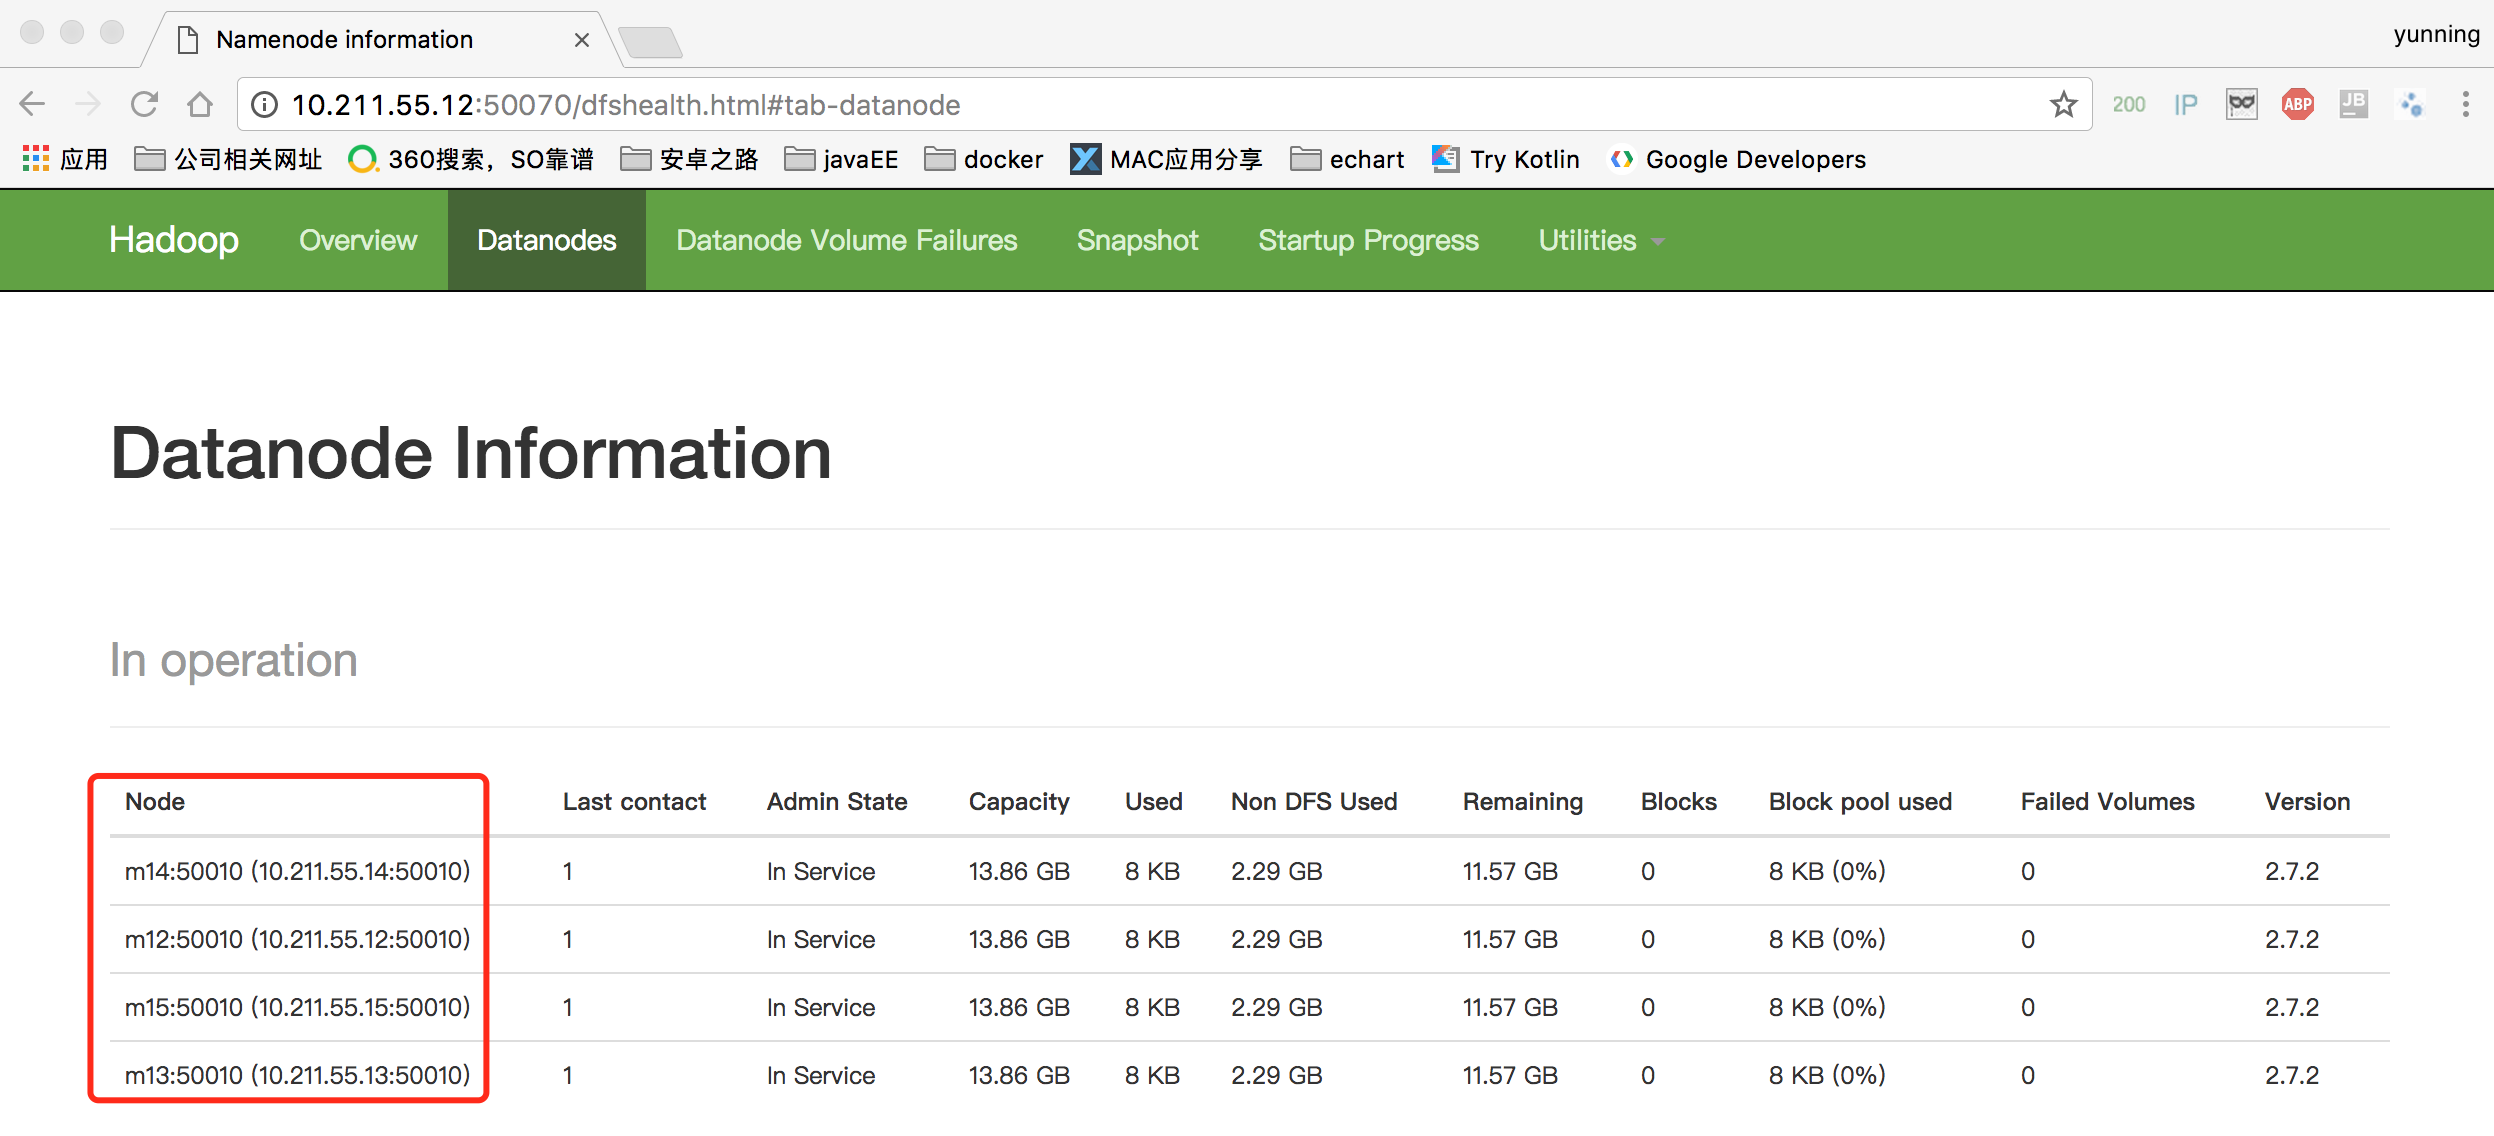 Namenode information
yunning
10.211.55.12:50070/dfshealth.html#tab-datanode
200 IP ABP JB
应用 公司相关网址 360搜索，SO靠谱 安卓之路 javaEE docker MAC应用分享 echart Try Kotlin Google Developers
Hadoop Overview Datanodes Datanode Volume Failures Snapshot Startup Progress Utilities
Datanode Information
In operation
Node Last contact Admin State Capacity Used Non DFS Used Remaining Blocks Block pool used Failed Volumes Version
m14:50010 (10.211.55.14:50010) 1 In Service 13.86 GB 8 KB 2.29 GB 11.57 GB 0 8 KB (0%) 0 2.7.2
m12:50010 (10.211.55.12:50010) 1 In Service 13.86 GB 8 KB 2.29 GB 11.57 GB 0 8 KB (0%) 0 2.7.2
m15:50010 (10.211.55.15:50010) 1 In Service 13.86 GB 8 KB 2.29 GB 11.57 GB 0 8 KB (0%) 0 2.7.2
m13:50010 (10.211.55.13:50010) 1 In Service 13.86 GB 8 KB 2.29 GB 11.57 GB 0 8 KB (0%) 0 2.7.2